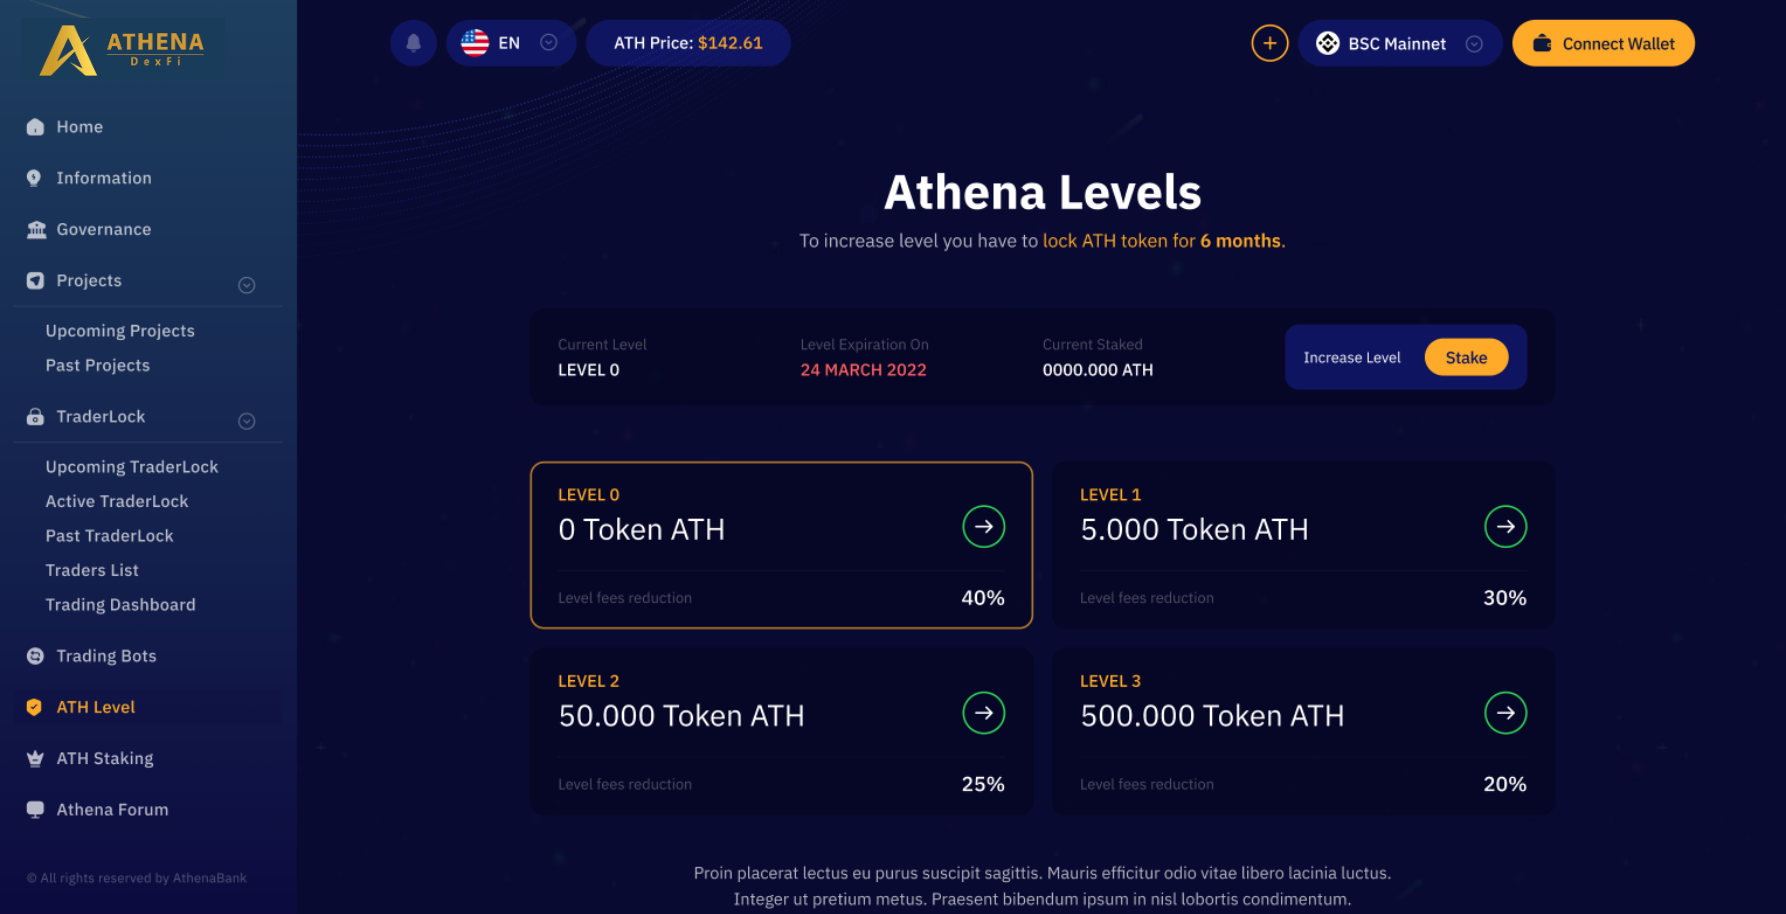 ATHENA
DexFi
Home
Information
Governance
Projects
Upcoming Projects
Past Projects
TraderLock
Upcoming TraderLock
Active TraderLock
Past TraderLock
Traders List
Trading Dashboard
Trading Bots
ATH Level
ATH Staking
Athena Forum
© All rights reserved by AthenaBank
EN
ATH Price: $142.61
BSC Mainnet
Connect Wallet
Athena Levels
To increase level you have to lock ATH token for 6 months.
Current Level
LEVEL 0
Level Expiration On
24 MARCH 2022
Current Staked
0000.000 ATH
Increase Level
Stake
LEVEL 0
0 Token ATH
Level fees reduction
40%
LEVEL 1
5.000 Token ATH
Level fees reduction
30%
LEVEL 2
50.000 Token ATH
Level fees reduction
25%
LEVEL 3
500.000 Token ATH
Level fees reduction
20%
Proin placerat lectus eu purus suscipit sagittis. Mauris efficitur odio vitae libero lacinia luctus.
Integer ut pretium metus. Praesent bibendum ipsum in nisl lobortis condimentum.